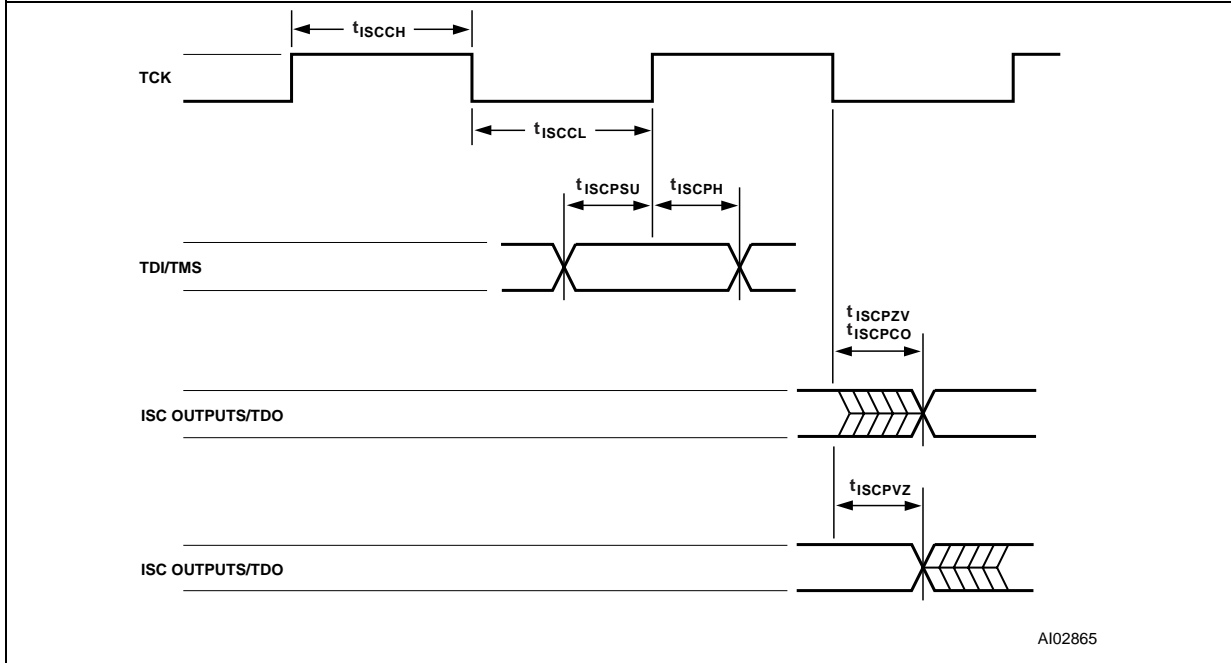 tISCCH
TCK
tISCCL
tISCPSU
tISCPH
TDI/TMS
tISCPZV
tISCPCO
ISC OUTPUTS/TDO
tISCPVZ
ISC OUTPUTS/TDO
AI02865